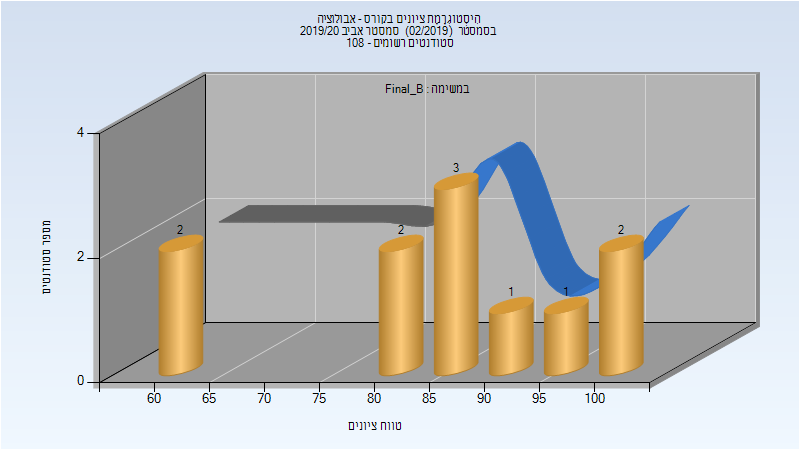 היסטוגרמת ציונים בקורס - אבולוציה
בסמסטר (02/2019) סמסטר אביב 2019/20
סטודנטים רשומים - 108
במשימה : Final_B
4
2
0
מספר סטודנטים
2
2
3
1
1
2
60 65 70 75 80 85 90 95 100
טווח ציונים